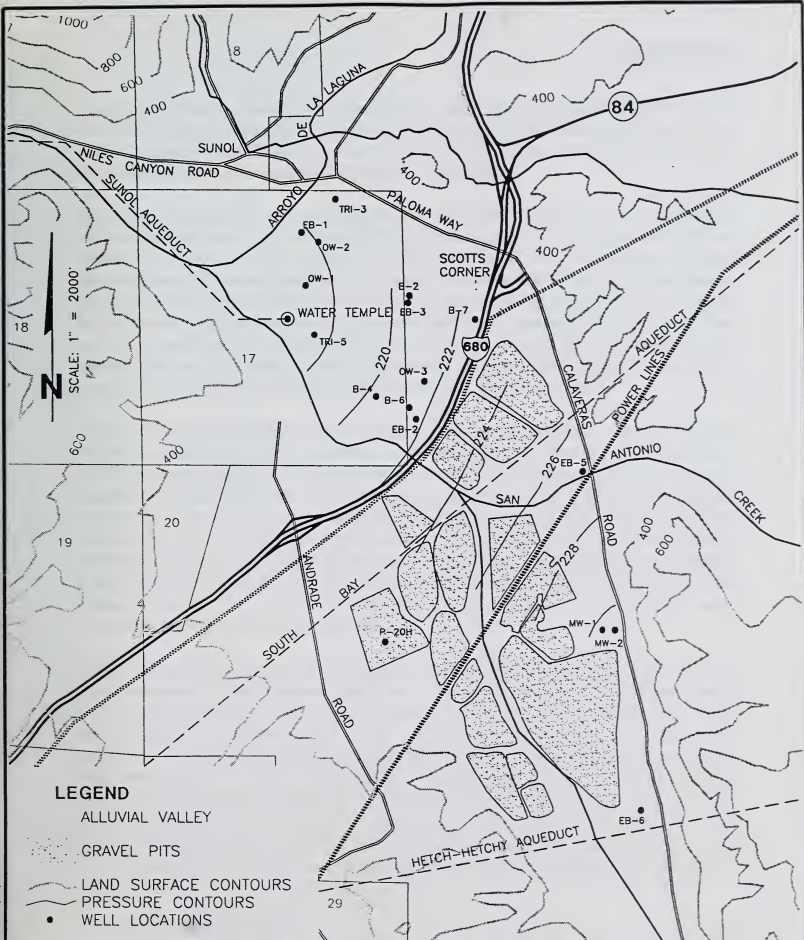 1000
800
600
400
8
400
84
DE LA LAGUNA
SUNOL
NILES CANYON ROAD
400
SUNOL AQUEDUCT
ARROYO
TRI-3
PALOMA WAY
EB-1
OW-2
400
SCOTTS
CORNER
OW-1
B-2
EB-3
WATER TEMPLE
B-7
18
SCALE: 1" = 2000'
N
17
TRI-5
220
222
680
AQUEDUCT
POWER LINES
CALAVERAS
OW-3
B-4
B-6
EB-2
224
226
600
400
EB-5
ANTONIO
SAN
CREEK
19
20
228
ROAD
400
600
ANDRADE
SOUTH BAY
MW-1
MW-2
P-20H
ROAD
LEGEND
ALLUVIAL VALLEY
GRAVEL PITS
LAND SURFACE CONTOURS
PRESSURE CONTOURS
WELL LOCATIONS
EB-6
HETCH-HETCHY AQUEDUCT
29